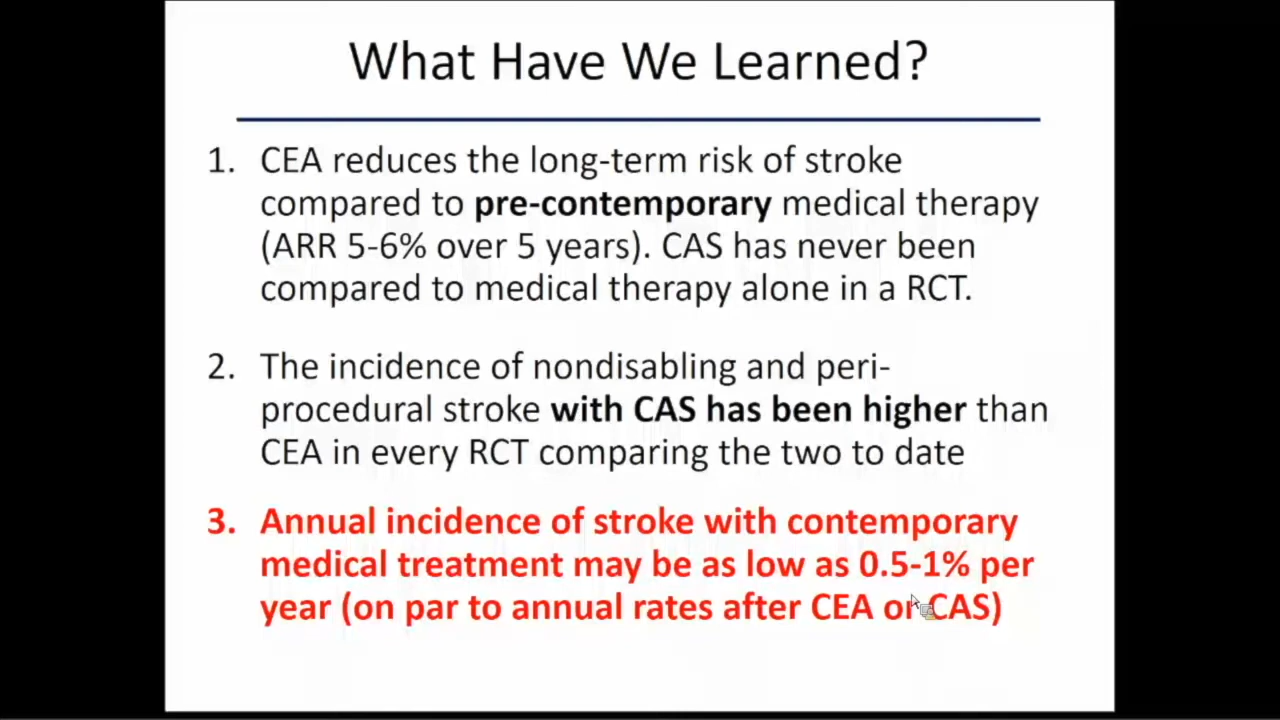 What Have We Learned?
1. CEA reduces the long-term risk of stroke
compared to pre-contemporary medical therapy
(ARR 5-6% over 5 years). CAS has never been
compared to medical therapy alone in a RCT.
2. The incidence of nondisabling and peri-
procedural stroke with CAS has been higher than
CEA in every RCT comparing the two to date
3. Annual incidence of stroke with contemporary
medical treatment may be as low as 0.5-1% per
year (on par to annual rates after CEA or CAS)